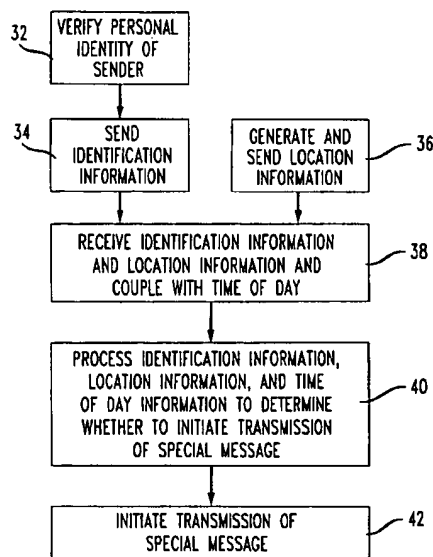 32
VERIFY PERSONAL
IDENTITY OF
SENDER
34
SEND
IDENTIFICATION
INFORMATION
GENERATE AND
SEND LOCATION
INFORMATION
36
RECEIVE IDENTIFICATION INFORMATION
AND LOCATION INFORMATION AND
COUPLE WITH TIME OF DAY
38
PROCESS IDENTIFICATION INFORMATION,
LOCATION INFORMATION, AND TIME
OF DAY INFORMATION TO DETERMINE
WHETHER TO INITIATE TRANSMISSION
OF SPECIAL MESSAGE
40
INITIATE TRANSMISSION OF
SPECIAL MESSAGE
42